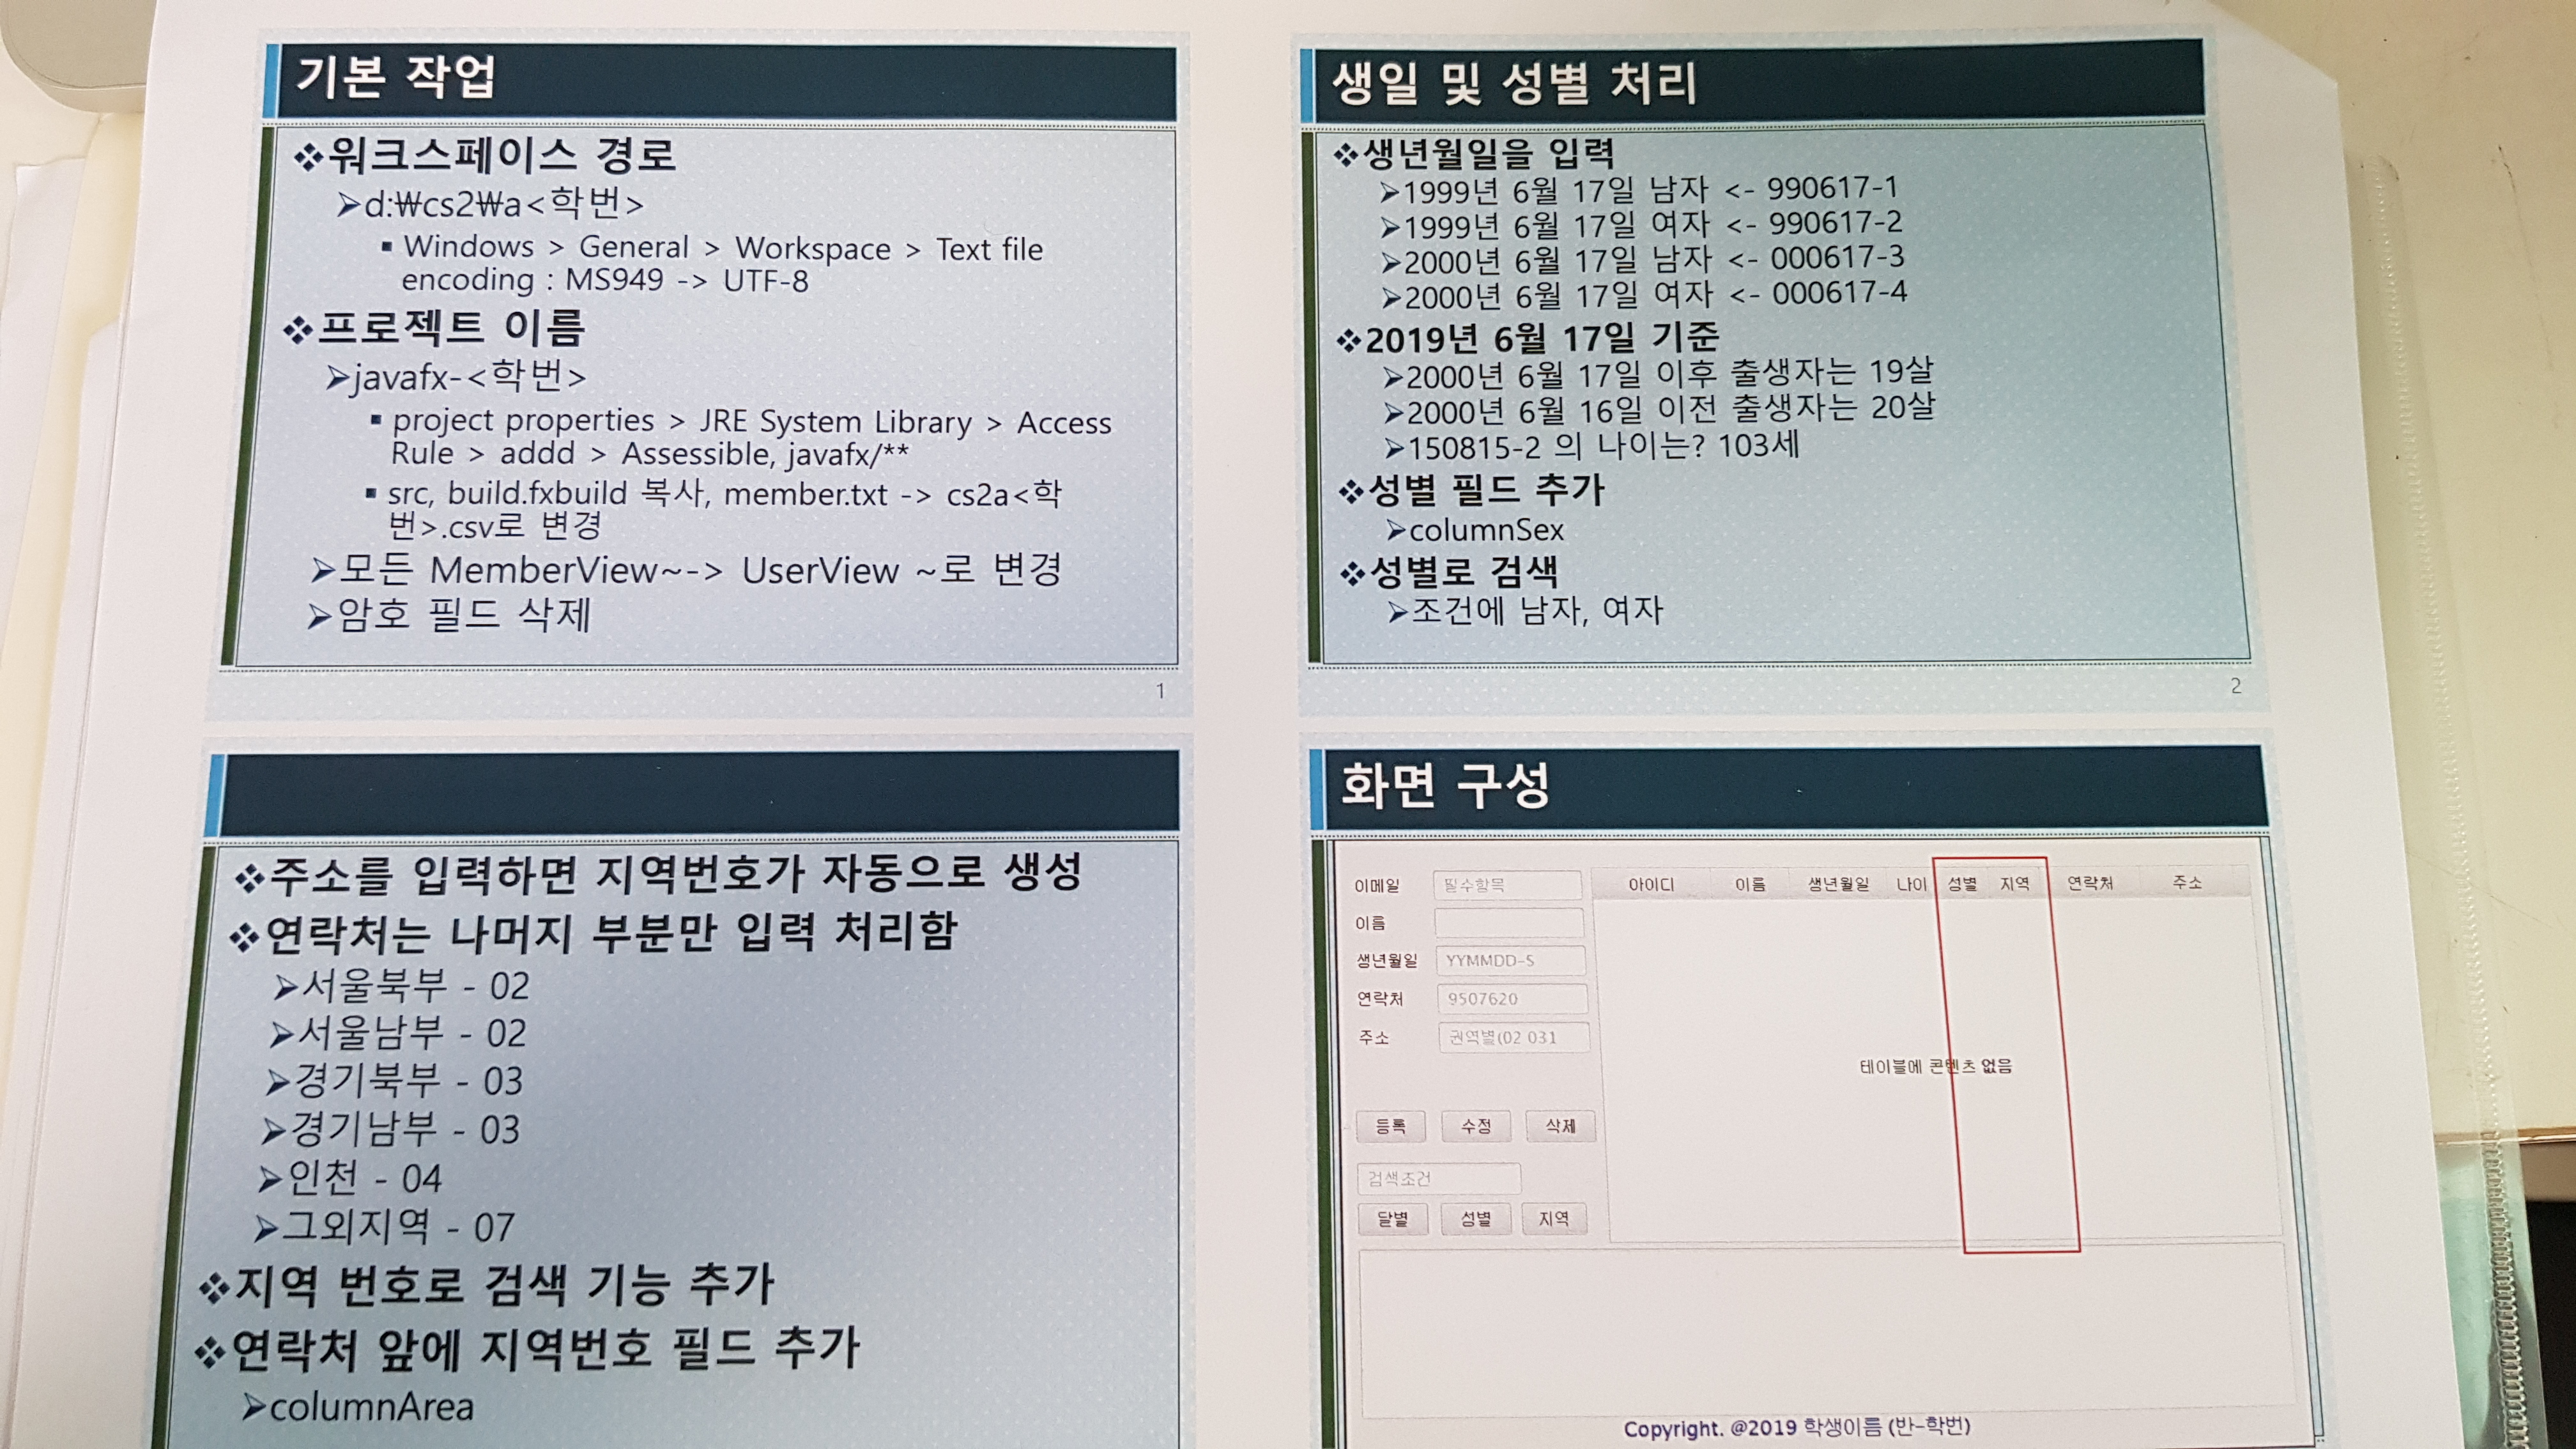 기본 작업
❖워크스페이스 경로
➢d:₩cs2₩a<학번>
▪ Windows > General > Workspace > Text file
encoding : MS949 -> UTF-8
❖프로젝트 이름
➢javafx-<학번>
▪ project properties > JRE System Library > Access
Rule > addd > Assessible, javafx/**
▪ src, build.fxbuild 복사, member.txt -> cs2a<학
번>.csv로 변경
➢모든 MemberView~-> UserView ~로 변경
➢암호 필드 삭제
1
생일 및 성별 처리
❖생년월일을 입력
➢1999년 6월 17일 남자 <- 990617-1
➢1999년 6월 17일 여자 <- 990617-2
➢2000년 6월 17일 남자 <- 000617-3
➢2000년 6월 17일 여자 <- 000617-4
❖2019년 6월 17일 기준
➢2000년 6월 17일 이후 출생자는 19살
➢2000년 6월 16일 이전 출생자는 20살
➢150815-2 의 나이는? 103세
❖성별 필드 추가
➢columnSex
❖성별로 검색
➢조건에 남자, 여자
2
❖주소를 입력하면 지역번호가 자동으로 생성
❖연락처는 나머지 부분만 입력 처리함
➢서울북부 - 02
➢서울남부 - 02
➢경기북부 - 03
➢경기남부 - 03
➢인천 - 04
➢그외지역 - 07
❖지역 번호로 검색 기능 추가
❖연락처 앞에 지역번호 필드 추가
➢columnArea
화면 구성
이메일 필수항목
이름
생년월일 YYMMDD-S
연락처 9507620
주소 권역별(02 031
등록 수정 삭제
검색조건
달별 성별 지역
아이디 이름 생년월일 나이 성별 지역 연락처 주소
테이블에 콘텐츠 없음
Copyright. @2019 학생이름 (반-학번)